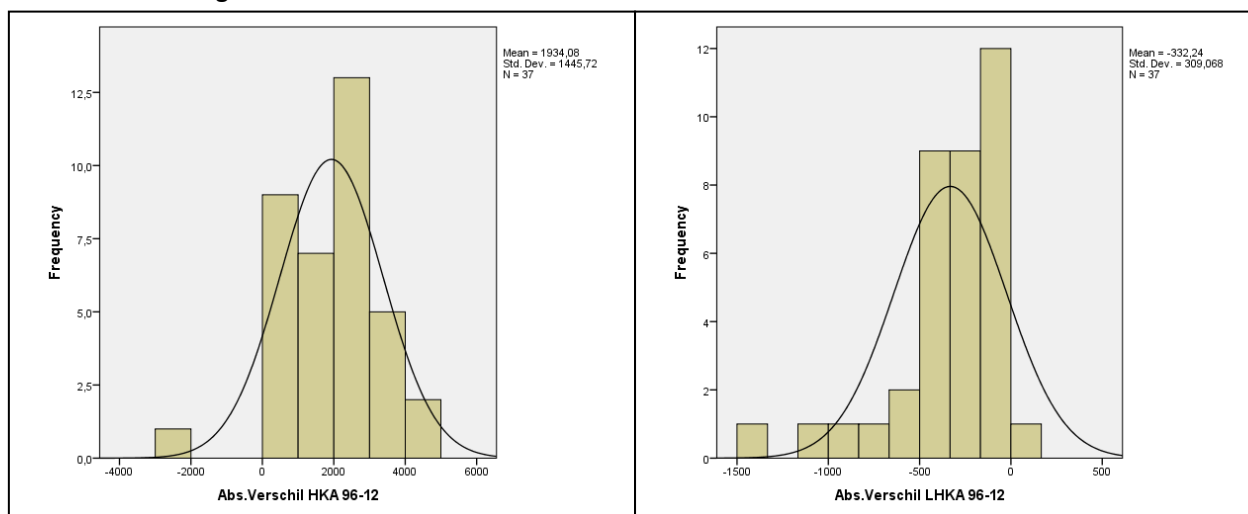 Mean = 1934,08
Std. Dev. = 1445,72
N = 37
12,5
10,0
7,5
5,0
2,5
0,0
Frequency
-4000
-2000
0
2000
4000
6000
Abs.Verschil HKA 96-12
Mean = -332,24
Std. Dev. = 309,068
N = 37
12
10
8
6
4
2
0
Frequency
-1500
-1000
-500
0
500
Abs.Verschil LHKA 96-12